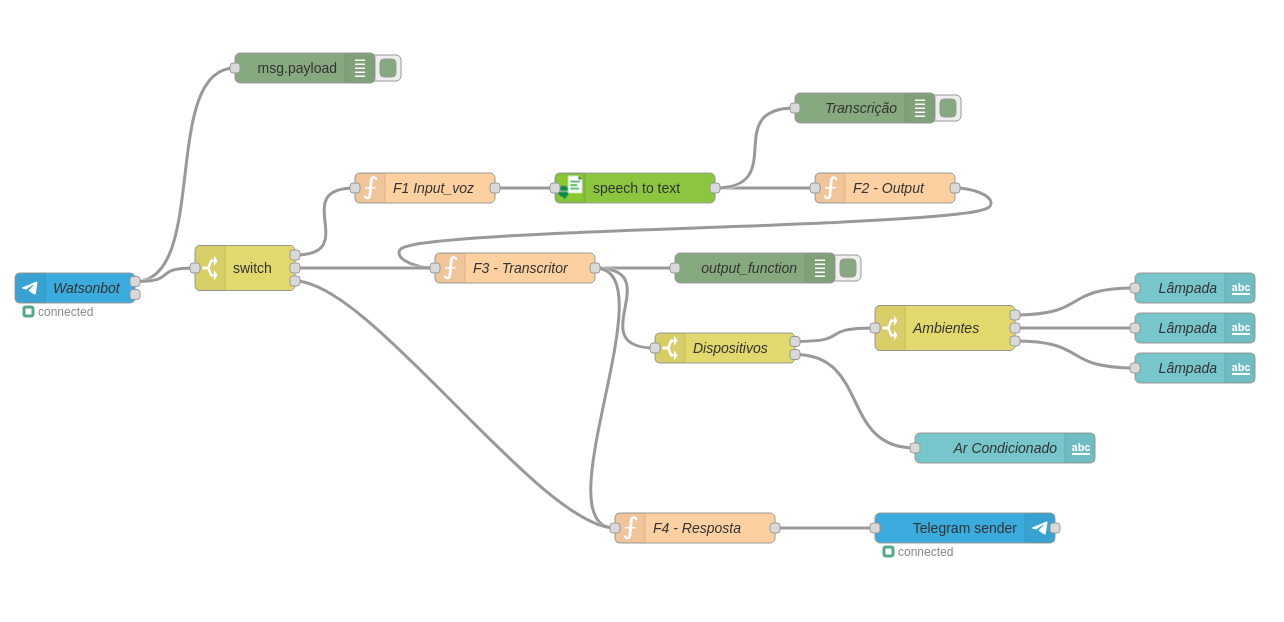 msg.payload
Transcrição
F1 Input_voz
speech to text
F2 - Output
switch
F3 - Transcritor
output_function
Watsonbot
connected
Lâmpada abc
Ambientes
Lâmpada abc
Dispositivos
Lâmpada abc
Ar Condicionado abc
F4 - Resposta
Telegram sender
connected